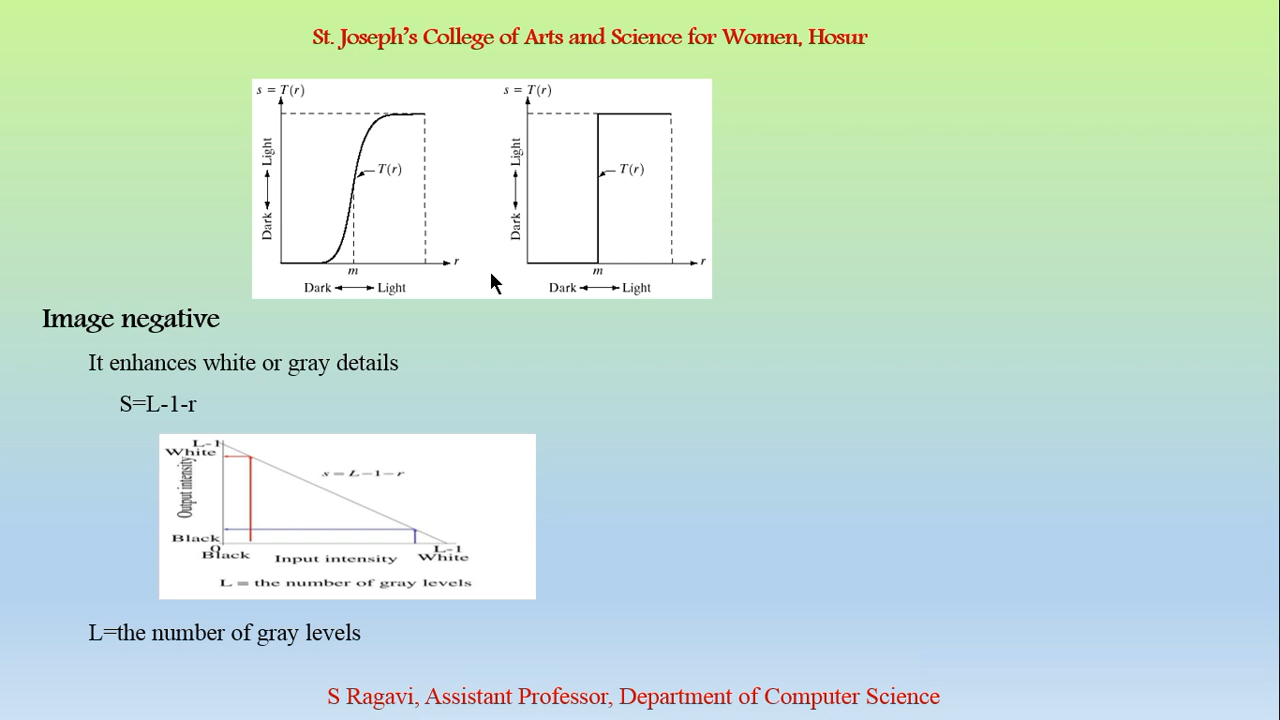 St. Joseph's College of Arts and Science for Women, Hosur
s = T(r)
Dark Light
T(r)
m
r
Dark Light
s = T(r)
Dark Light
T(r)
m
r
Dark Light
Image negative
It enhances white or gray details
S=L-1-r
L-1
White
Output intensity
s = L-1-r
Black
0
Black
Input intensity
L-1
White
L = the number of gray levels
L=the number of gray levels
S Ragavi, Assistant Professor, Department of Computer Science